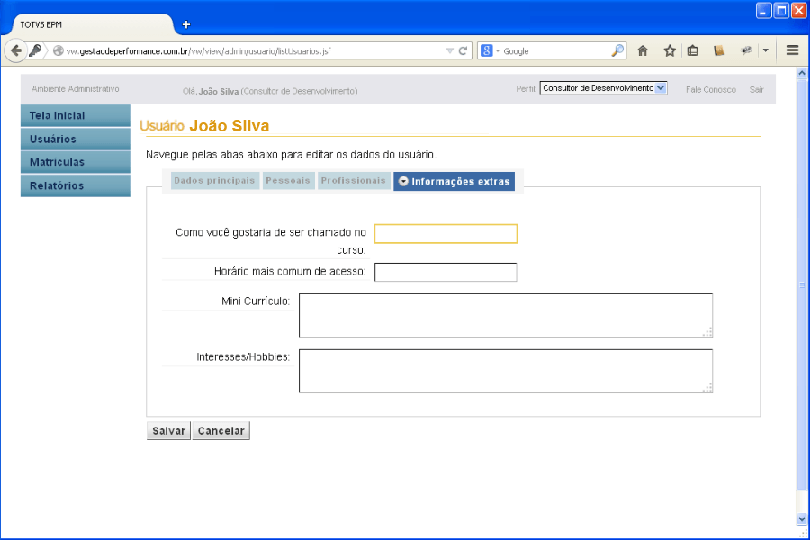 TOTVS EPM
vw.gestaodeperformance.com.br/vw/view/admin/usuario/listUsuarios.js
Google
Ambiente Administrativo
Olá, João Silva (Consultor de Desenvolvimento)
Perfil Consultor de Desenvolvimento
Fale Conosco Sair
Tela Inicial
Usuários
Matrículas
Relatórios
Usuário João Silva
Navegue pelas abas abaixo para editar os dados do usuário.
Dados principais Pessoais Profissionais Informações extras
Como você gostaria de ser chamado no
curso:
Horário mais comum de acesso:
Mini Currículo:
Interesses/Hobbies:
Salvar Cancelar